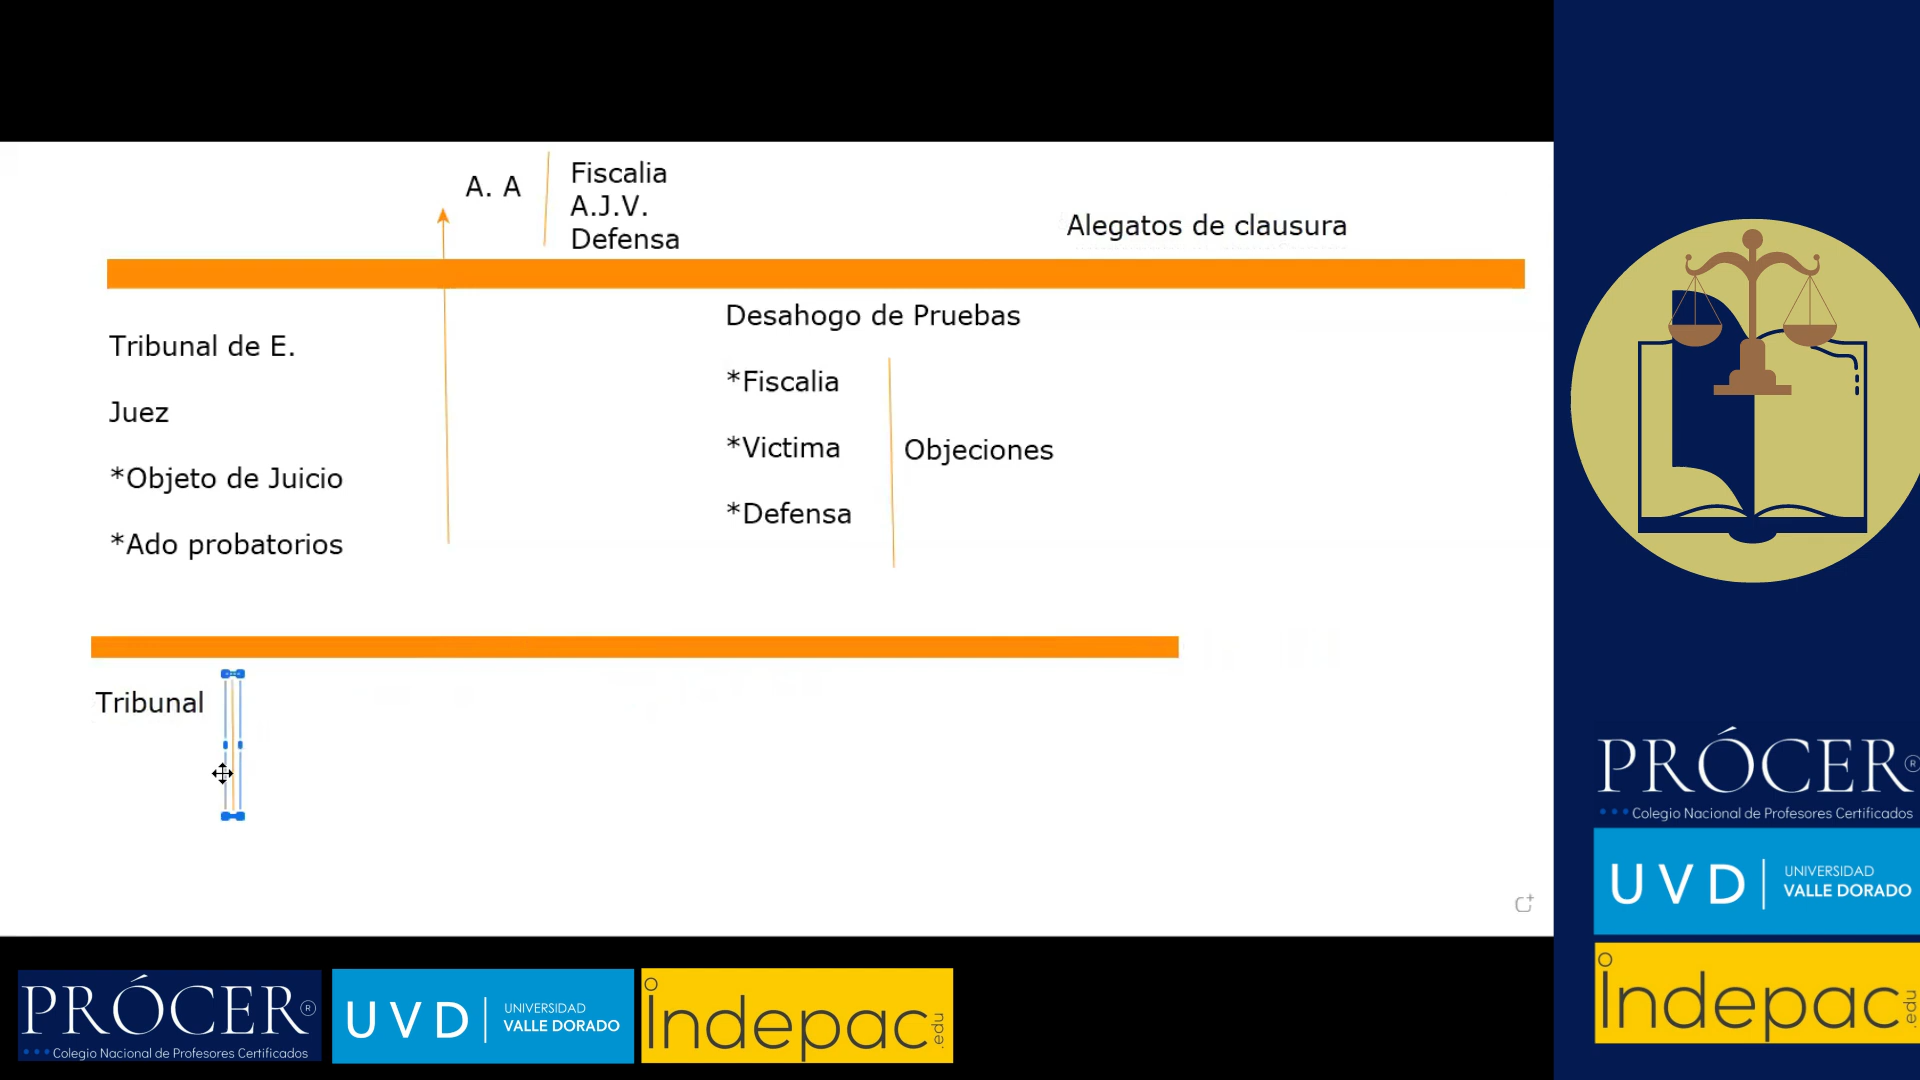 A. A
Fiscalia
A.J.V.
Defensa
Alegatos de clausura
Tribunal de E.
Juez
*Objeto de Juicio
*Ado probatorios
Desahogo de Pruebas
*Fiscalia
*Victima
*Defensa
Objeciones
Tribunal
PRÓCER®
Colegio Nacional de Profesores Certificados
UVD
UNIVERSIDAD
VALLE DORADO
Indepac
.edu
PRÓCER®
Colegio Nacional de Profesores Certificados
UVD
UNIVERSIDAD
VALLE DORADO
Indepac
.edu